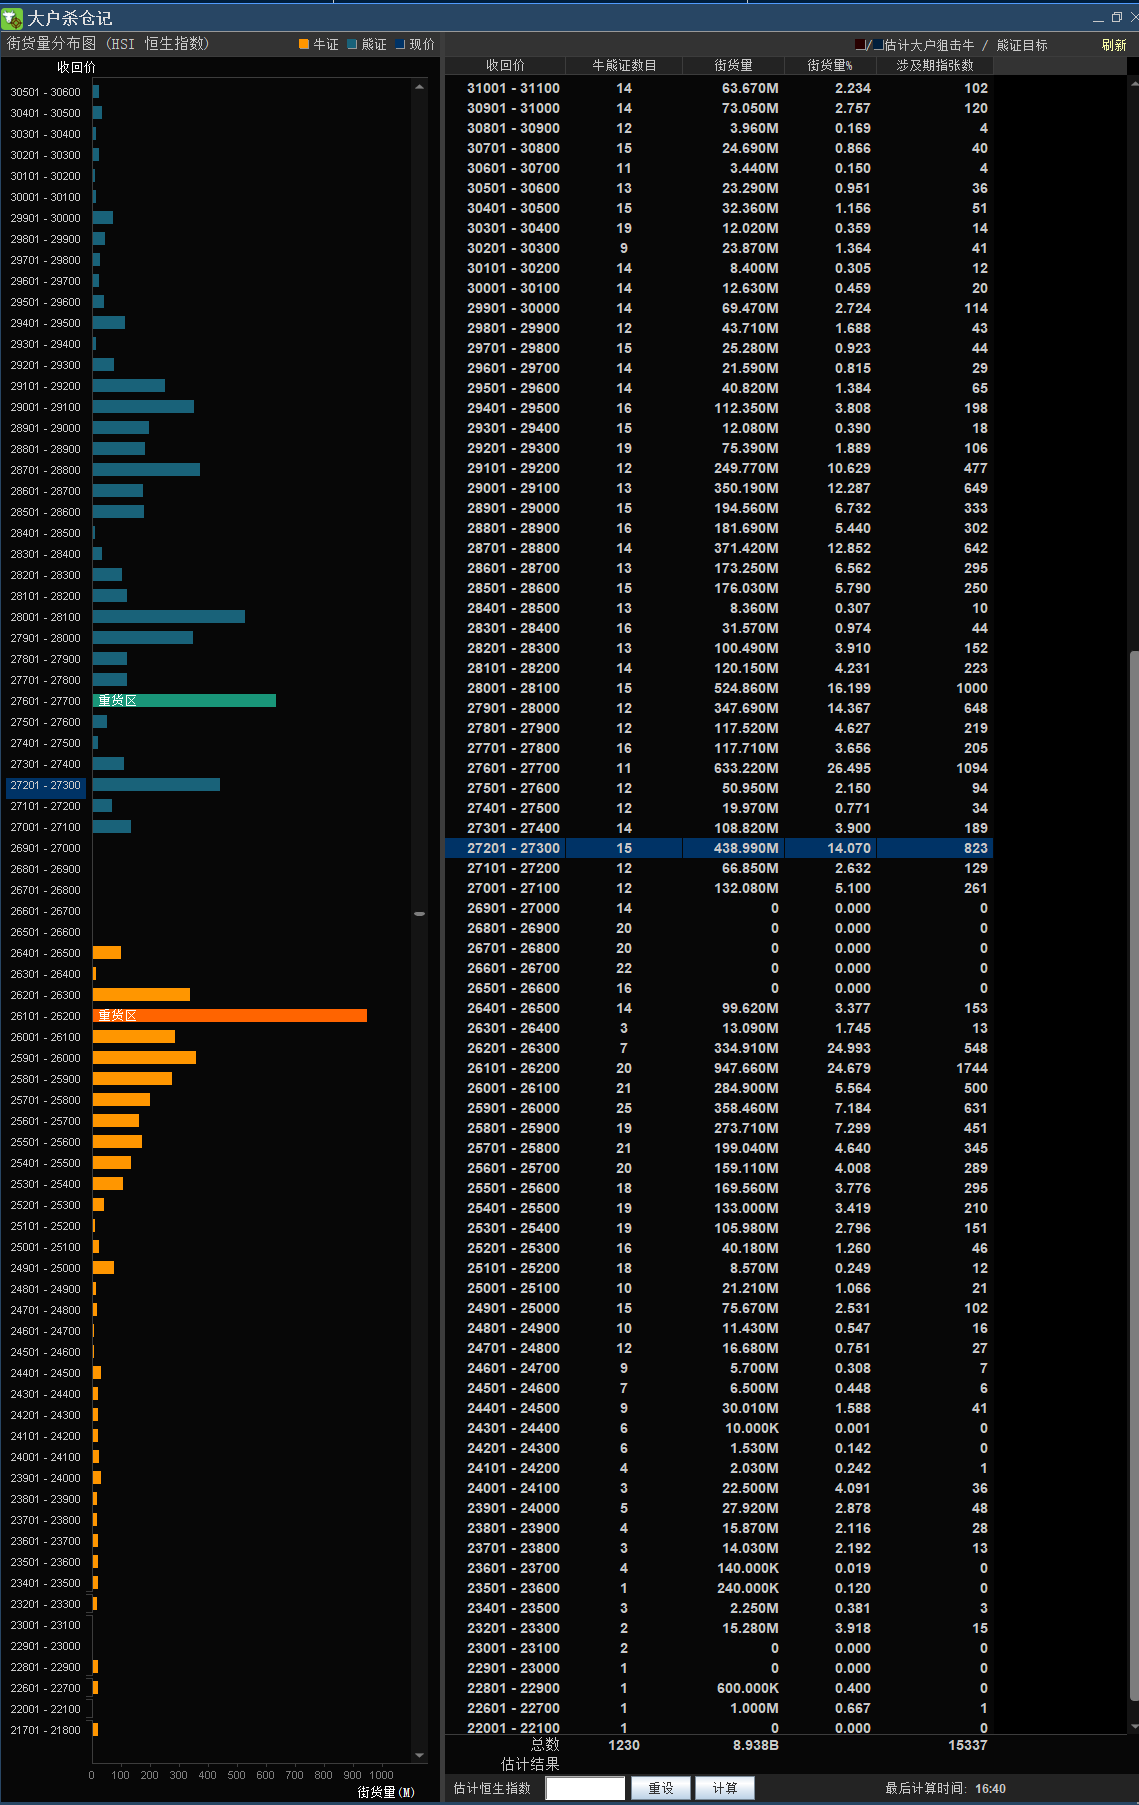 大户杀仓记
街货量分布图 (HSI 恒生指数)
牛证 熊证 现价
收回价
30501 - 30600
30401 - 30500
30301 - 30400
30201 - 30300
30101 - 30200
30001 - 30100
29901 - 30000
29801 - 29900
29701 - 29800
29601 - 29700
29501 - 29600
29401 - 29500
29301 - 29400
29201 - 29300
29101 - 29200
29001 - 29100
28901 - 29000
28801 - 28900
28701 - 28800
28601 - 28700
28501 - 28600
28401 - 28500
28301 - 28400
28201 - 28300
28101 - 28200
28001 - 28100
27901 - 28000
27801 - 27900
27701 - 27800
27601 - 27700 重货区
27501 - 27600
27401 - 27500
27301 - 27400
27201 - 27300
27101 - 27200
27001 - 27100
26901 - 27000
26801 - 26900
26701 - 26800
26601 - 26700
26501 - 26600
26401 - 26500
26301 - 26400
26201 - 26300
26101 - 26200 重货区
26001 - 26100
25901 - 26000
25801 - 25900
25701 - 25800
25601 - 25700
25501 - 25600
25401 - 25500
25301 - 25400
25201 - 25300
25101 - 25200
25001 - 25100
24901 - 25000
24801 - 24900
24701 - 24800
24601 - 24700
24501 - 24600
24401 - 24500
24301 - 24400
24201 - 24300
24101 - 24200
24001 - 24100
23901 - 24000
23801 - 23900
23701 - 23800
23601 - 23700
23501 - 23600
23401 - 23500
23201 - 23300
23001 - 23100
22901 - 23000
22801 - 22900
22601 - 22700
22001 - 22100
21701 - 21800
0 100 200 300 400 500 600 700 800 900 1000
街货量(M)
/估计大户狙击牛 / 熊证目标 刷新
收回价 牛熊证数目 街货量 街货量% 涉及期指张数
31001 - 31100 14 63.670M 2.234 102
30901 - 31000 14 73.050M 2.757 120
30801 - 30900 12 3.960M 0.169 4
30701 - 30800 15 24.690M 0.866 40
30601 - 30700 11 3.440M 0.150 4
30501 - 30600 13 23.290M 0.951 36
30401 - 30500 15 32.360M 1.156 51
30301 - 30400 19 12.020M 0.359 14
30201 - 30300 9 23.870M 1.364 41
30101 - 30200 14 8.400M 0.305 12
30001 - 30100 14 12.630M 0.459 20
29901 - 30000 14 69.470M 2.724 114
29801 - 29900 12 43.710M 1.688 43
29701 - 29800 15 25.280M 0.923 44
29601 - 29700 14 21.590M 0.815 29
29501 - 29600 14 40.820M 1.384 65
29401 - 29500 16 112.350M 3.808 198
29301 - 29400 15 12.080M 0.390 18
29201 - 29300 19 75.390M 1.889 106
29101 - 29200 12 249.770M 10.629 477
29001 - 29100 13 350.190M 12.287 649
28901 - 29000 15 194.560M 6.732 333
28801 - 28900 16 181.690M 5.440 302
28701 - 28800 14 371.420M 12.852 642
28601 - 28700 13 173.250M 6.562 295
28501 - 28600 15 176.030M 5.790 250
28401 - 28500 13 8.360M 0.307 10
28301 - 28400 16 31.570M 0.974 44
28201 - 28300 13 100.490M 3.910 152
28101 - 28200 14 120.150M 4.231 223
28001 - 28100 15 524.860M 16.199 1000
27901 - 28000 12 347.690M 14.367 648
27801 - 27900 12 117.520M 4.627 219
27701 - 27800 16 117.710M 3.656 205
27601 - 27700 11 633.220M 26.495 1094
27501 - 27600 12 50.950M 2.150 94
27401 - 27500 12 19.970M 0.771 34
27301 - 27400 14 108.820M 3.900 189
27201 - 27300 15 438.990M 14.070 823
27101 - 27200 12 66.850M 2.632 129
27001 - 27100 12 132.080M 5.100 261
26901 - 27000 14 0 0.000 0
26801 - 26900 20 0 0.000 0
26701 - 26800 20 0 0.000 0
26601 - 26700 22 0 0.000 0
26501 - 26600 16 0 0.000 0
26401 - 26500 14 99.620M 3.377 153
26301 - 26400 3 13.090M 1.745 13
26201 - 26300 7 334.910M 24.993 548
26101 - 26200 20 947.660M 24.679 1744
26001 - 26100 21 284.900M 5.564 500
25901 - 26000 25 358.460M 7.184 631
25801 - 25900 19 273.710M 7.299 451
25701 - 25800 21 199.040M 4.640 345
25601 - 25700 20 159.110M 4.008 289
25501 - 25600 18 169.560M 3.776 295
25401 - 25500 19 133.000M 3.419 210
25301 - 25400 19 105.980M 2.796 151
25201 - 25300 16 40.180M 1.260 46
25101 - 25200 18 8.570M 0.249 12
25001 - 25100 10 21.210M 1.066 21
24901 - 25000 15 75.670M 2.531 102
24801 - 24900 10 11.430M 0.547 16
24701 - 24800 12 16.680M 0.751 27
24601 - 24700 9 5.700M 0.308 7
24501 - 24600 7 6.500M 0.448 6
24401 - 24500 9 30.010M 1.588 41
24301 - 24400 6 10.000K 0.001 0
24201 - 24300 6 1.530M 0.142 0
24101 - 24200 4 2.030M 0.242 1
24001 - 24100 3 22.500M 4.091 36
23901 - 24000 5 27.920M 2.878 48
23801 - 23900 4 15.870M 2.116 28
23701 - 23800 3 14.030M 2.192 13
23601 - 23700 4 140.000K 0.019 0
23501 - 23600 1 240.000K 0.120 0
23401 - 23500 3 2.250M 0.381 3
23201 - 23300 2 15.280M 3.918 15
23001 - 23100 2 0 0.000 0
22901 - 23000 1 0 0.000 0
22801 - 22900 1 600.000K 0.400 0
22601 - 22700 1 1.000M 0.667 1
22001 - 22100 1 0 0.000 0
总数 1230 8.938B 15337
估计结果
估计恒生指数 重设 计算 最后计算时间: 16:40